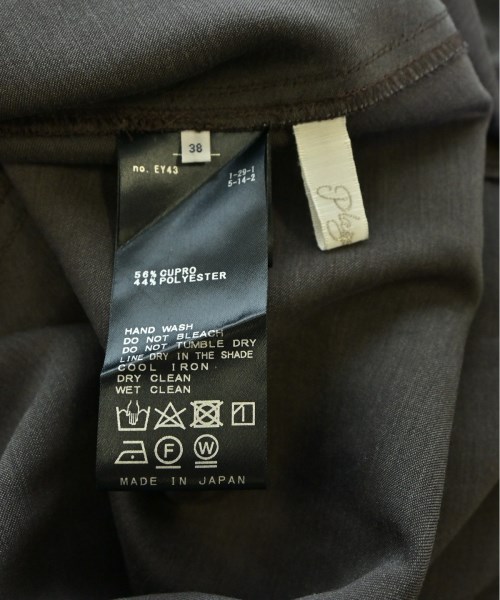 38
no. EY43
1-29-1
5-14-2
56% CUPRO
44% POLYESTER
HAND WASH
DO NOT BLEACH
DO NOT TUMBLE DRY
LINE DRY IN THE SHADE
COOL IRON
DRY CLEAN
WET CLEAN
F
W
MADE IN JAPAN